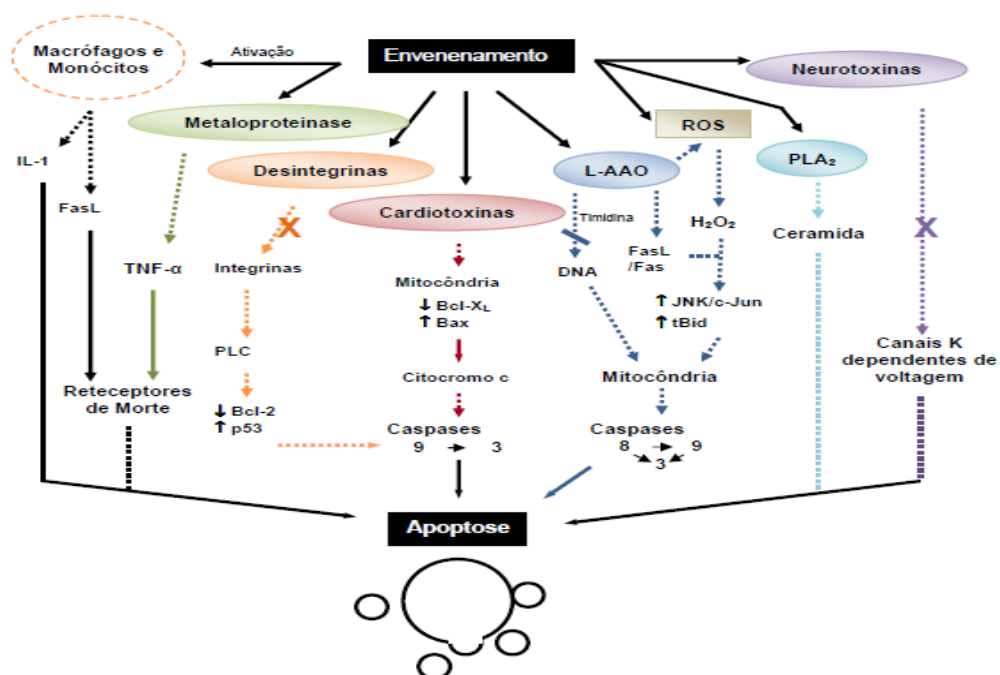 Envenenamento
Ativação
Macrófagos e
Monócitos
Neurotoxinas
Metaloproteinase
ROS
Desintegrinas
L-AAO
PLA₂
IL-1
FasL
Cardiotoxinas
Timidina
H₂O₂
Ceramida
X
X
TNF-α
Integrinas
Mitocôndria
↓ Bcl-XL
↑ Bax
DNA
FasL
/Fas
↑ JNK/c-Jun
↑ tBid
PLC
Citocromo c
Mitocôndria
Canais K
dependentes de
voltagem
Reteceptores
de Morte
↓ Bcl-2
↑ p53
Caspases
9 → 3
Caspases
8 → 9
3
Apoptose